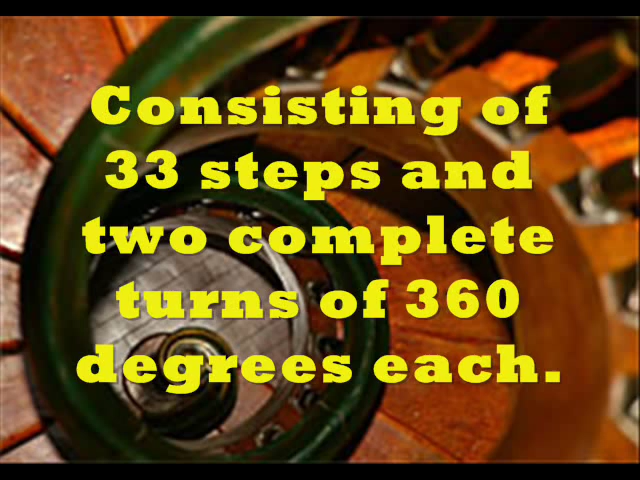 Consisting of
33 steps and
two complete
turns of 360
degrees each.